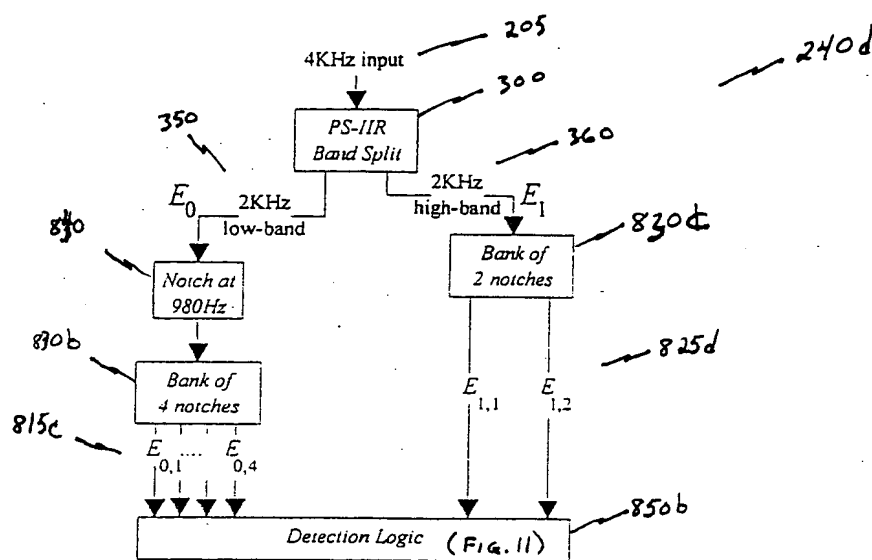 205
4KHz input
240d
300
PS-IIR
Band Split
350
360
E0
2KHz
low-band
2KHz
high-band
E1
Notch at
980Hz
830¢
Bank of
2 notches
830b
Bank of
4 notches
825d
815c
E0,1 .... E0,4
E1,1
E1,2
850b
Detection Logic (FIG. 11)